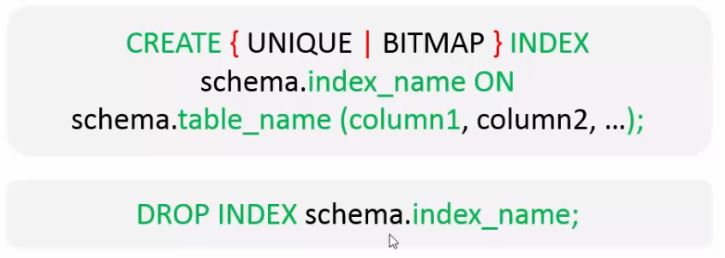 CREATE { UNIQUE | BITMAP } INDEX
schema.index_name ON
schema.table_name (column1, column2, ...);
DROP INDEX schema.index_name;